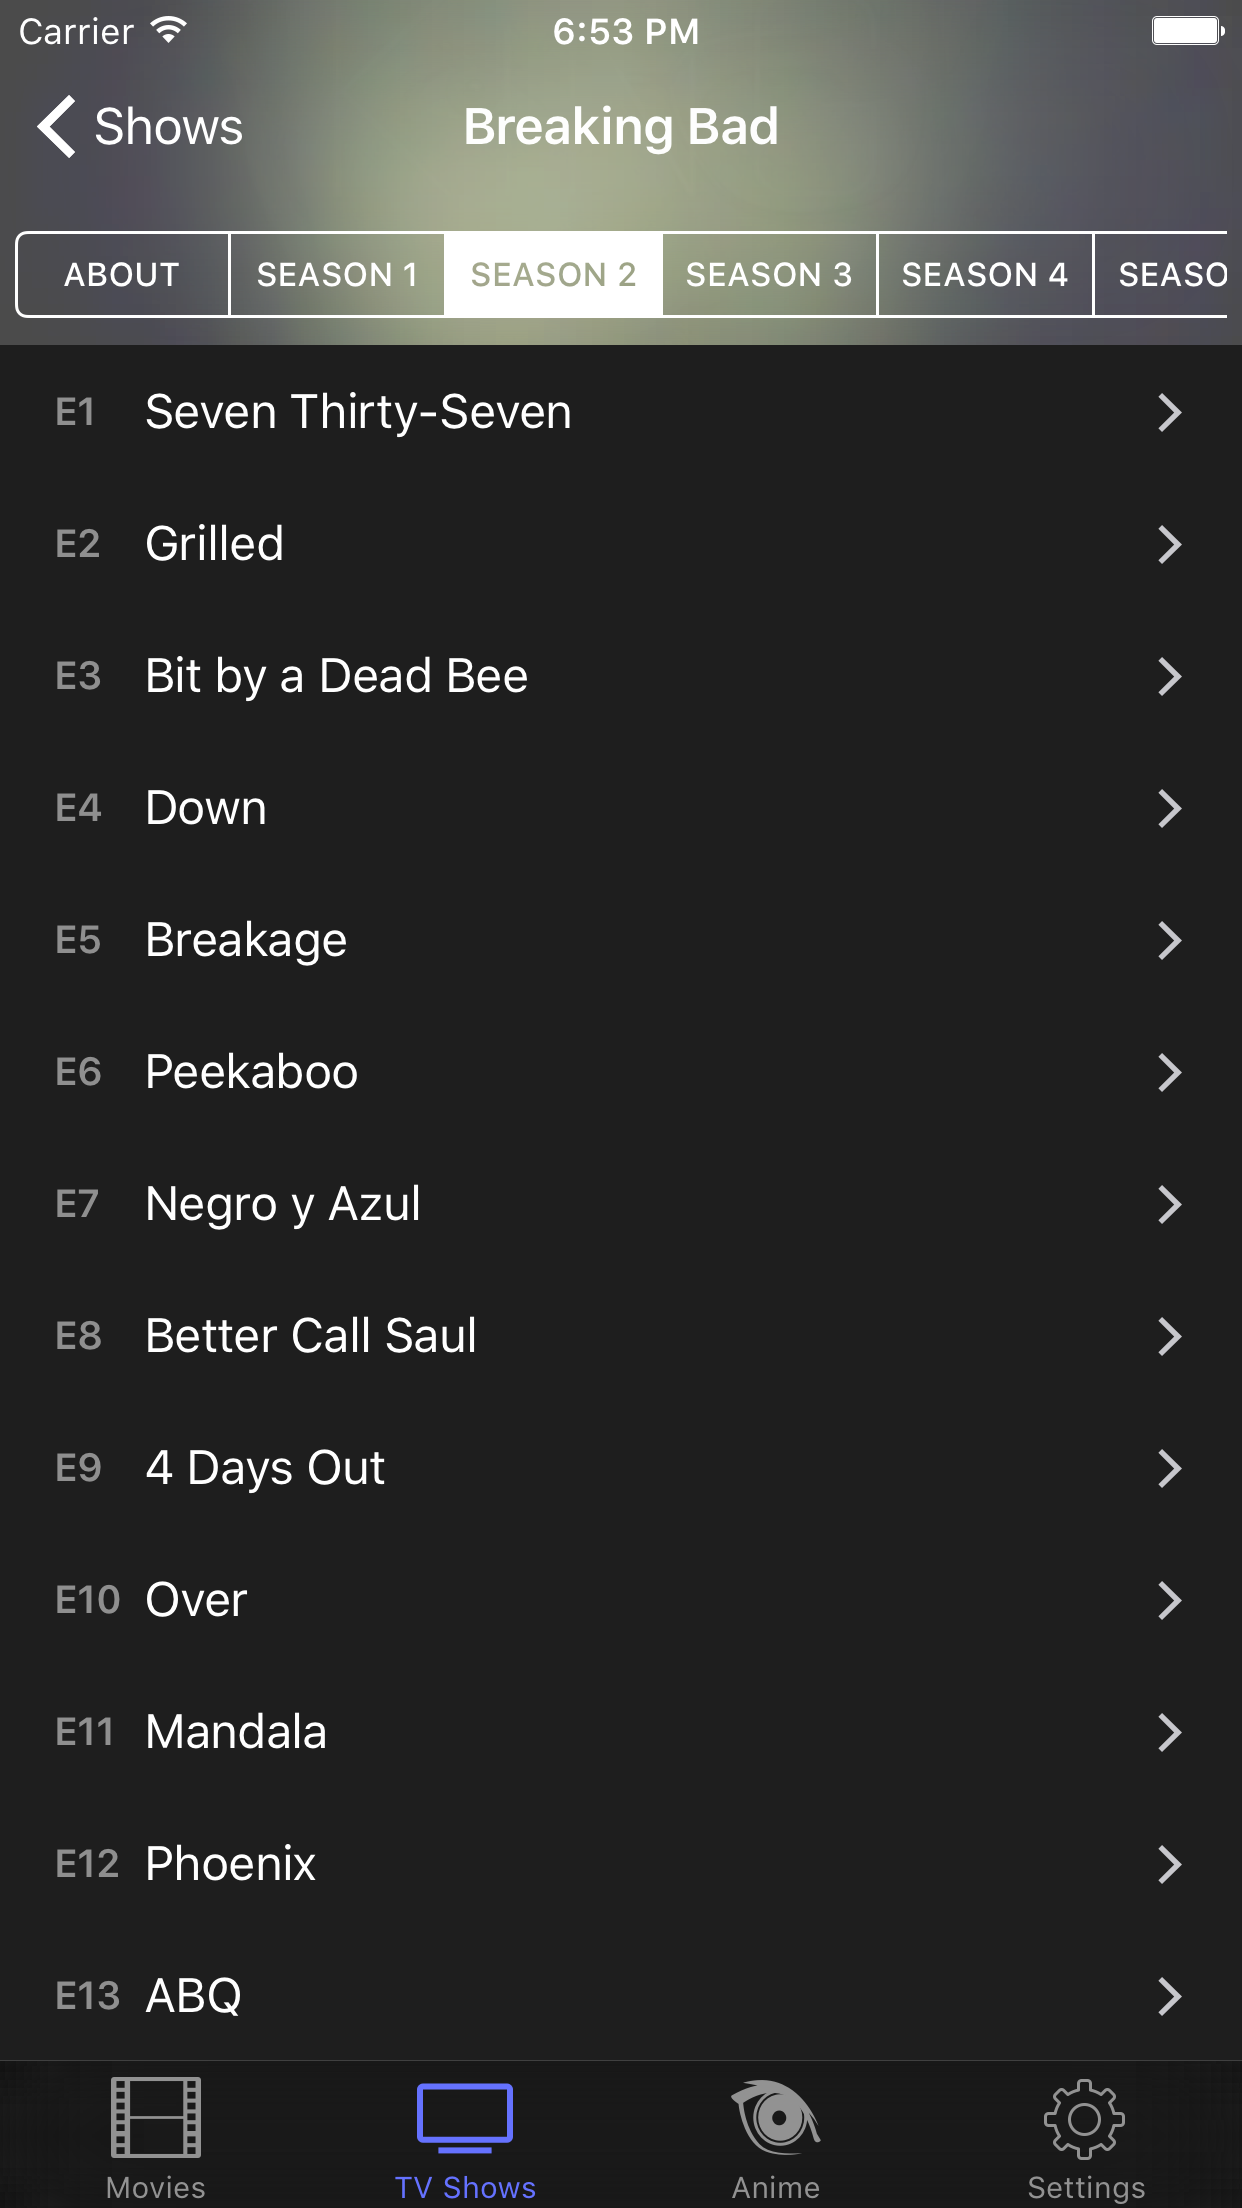 Carrier 6:53 PM
Shows Breaking Bad
ABOUT SEASON 1 SEASON 2 SEASON 3 SEASON 4 SEASO
E1 Seven Thirty-Seven
E2 Grilled
E3 Bit by a Dead Bee
E4 Down
E5 Breakage
E6 Peekaboo
E7 Negro y Azul
E8 Better Call Saul
E9 4 Days Out
E10 Over
E11 Mandala
E12 Phoenix
E13 ABQ
Movies TV Shows Anime Settings